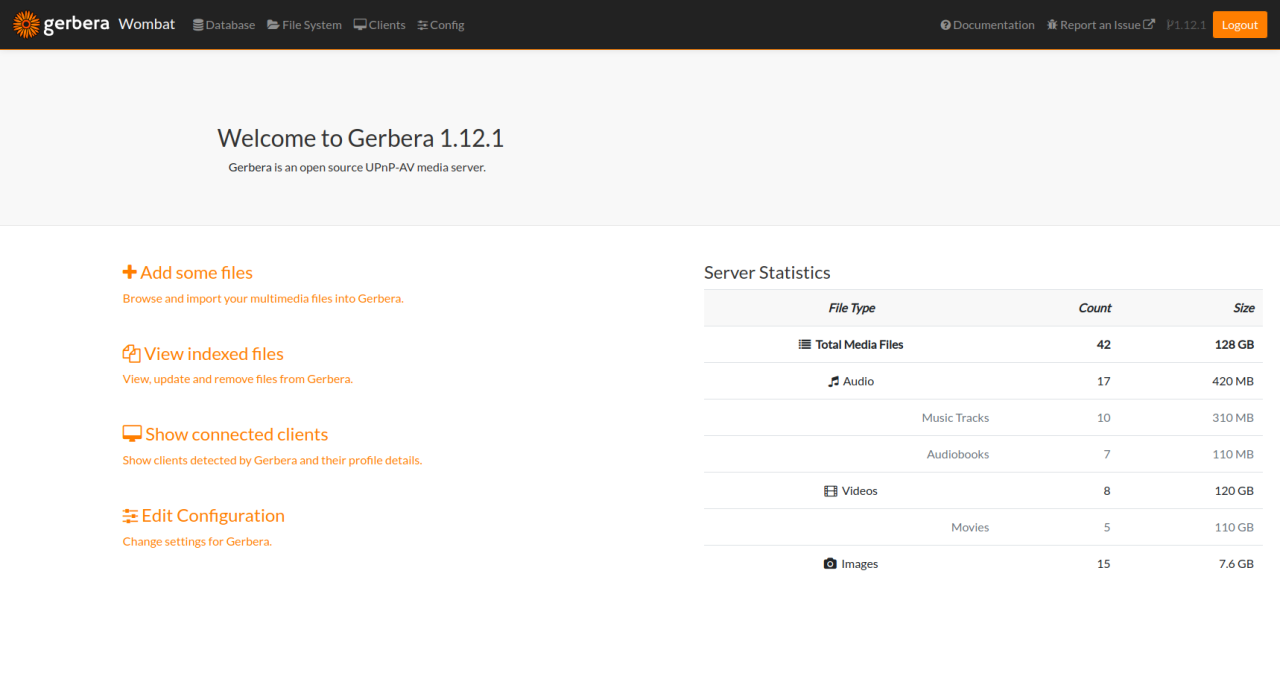 gerbera Wombat Database File System Clients Config Documentation Report an Issue 1.12.1 Logout
Welcome to Gerbera 1.12.1
Gerbera is an open source UPnP-AV media server.
Add some files
Browse and import your multimedia files into Gerbera.
View indexed files
View, update and remove files from Gerbera.
Show connected clients
Show clients detected by Gerbera and their profile details.
Edit Configuration
Change settings for Gerbera.
Server Statistics
File Type Count Size
Total Media Files 42 128 GB
Audio 17 420 MB
Music Tracks 10 310 MB
Audiobooks 7 110 MB
Videos 8 120 GB
Movies 5 110 GB
Images 15 7.6 GB